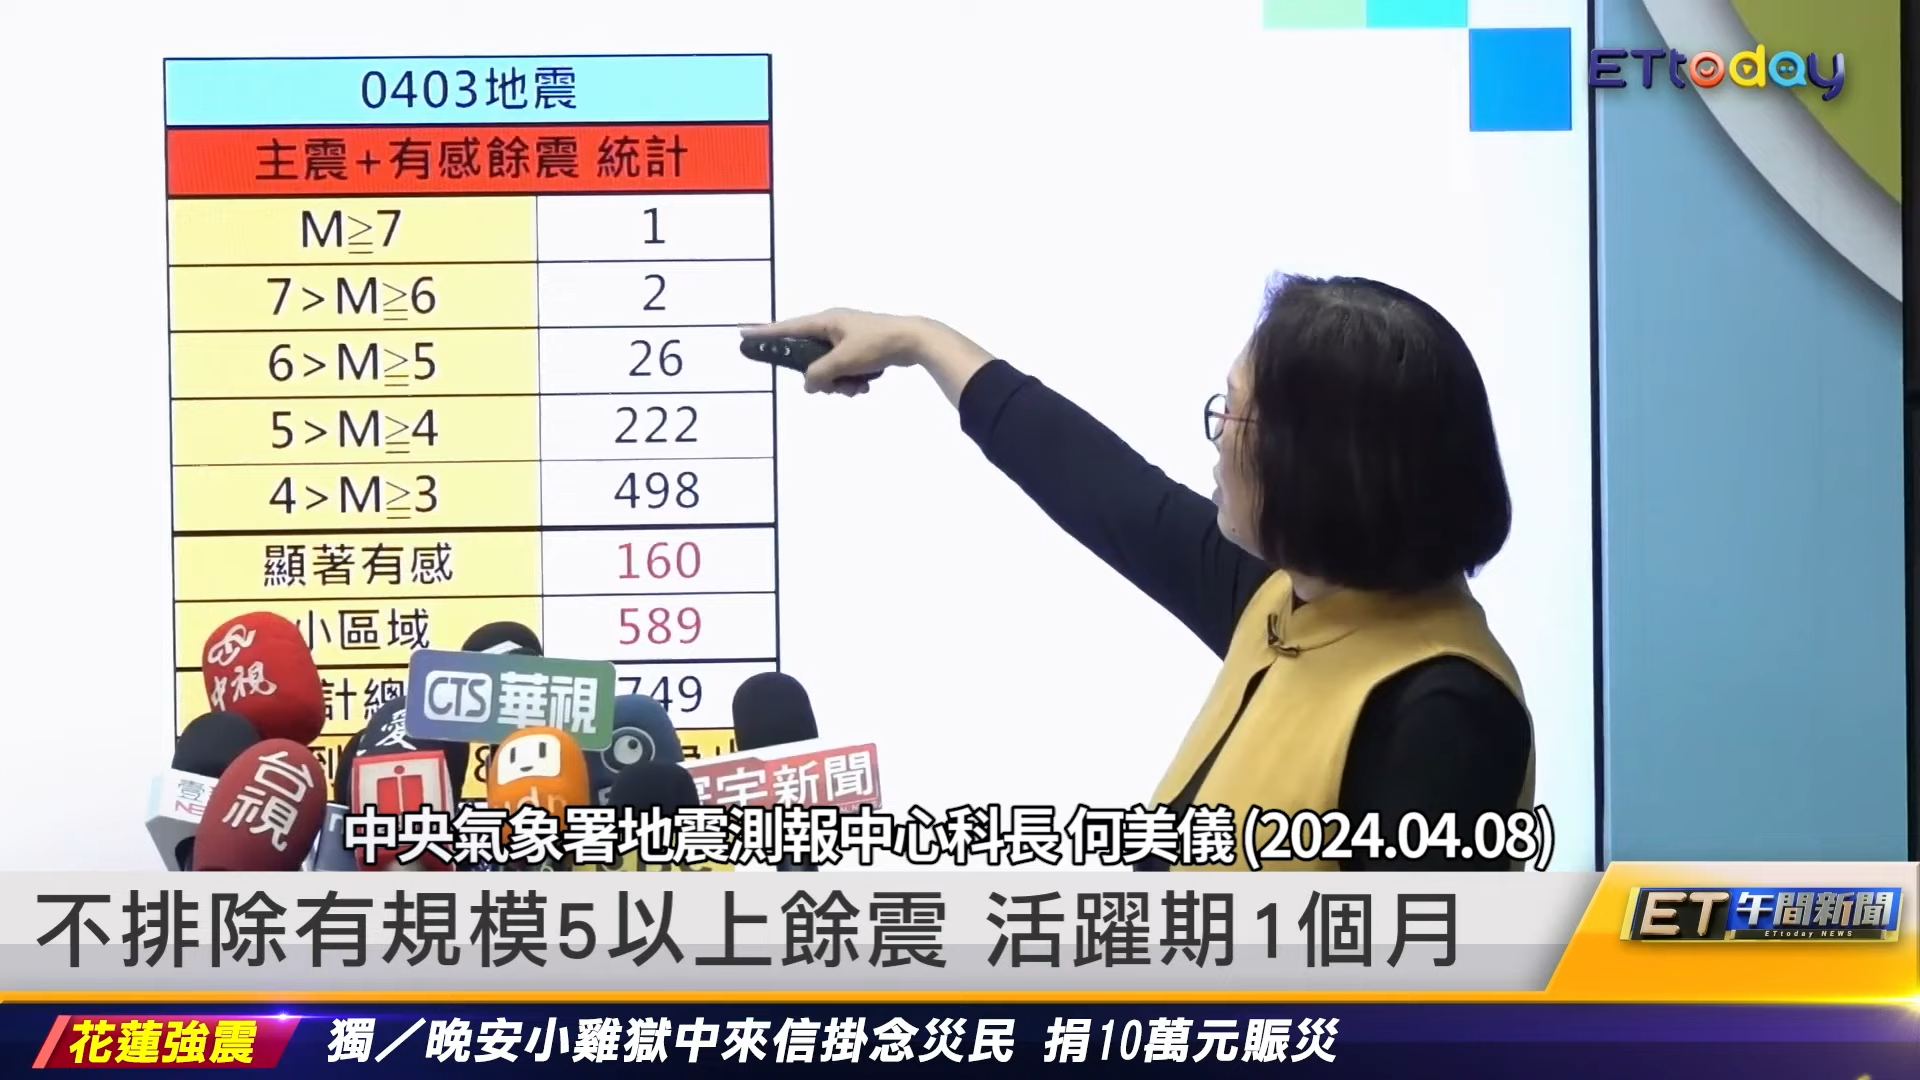 ETtoday
0403地震
主震+有感餘震 統計
M≧7 1
7>M≧6 2
6>M≧5 26
5>M≧4 222
4>M≧3 498
顯著有感 160
小區域 589
計總 749
中視
CTS華視
台視
寰宇新聞
中央氣象署地震測報中心科長 何美儀 (2024.04.08)
不排除有規模5以上餘震 活躍期1個月
ET午間新聞
ETtoday NEWS
花蓮強震 獨／晚安小雞獄中來信掛念災民 捐10萬元賑災